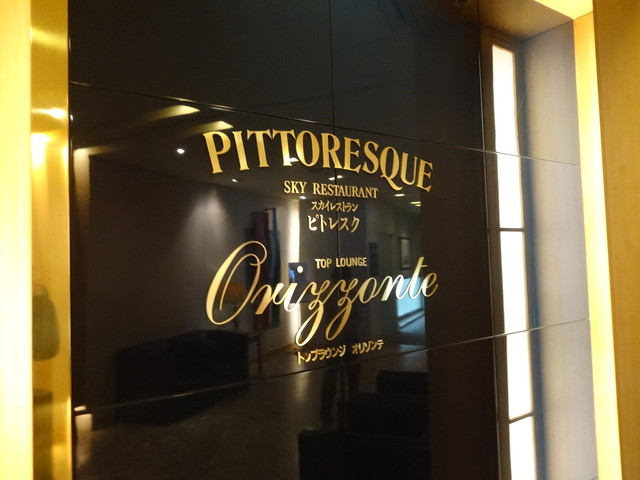 PITTORESQUE
SKY RESTAURANT
スカイレストラン
ピトレスク
TOP LOUNGE
Orizzonte
トップラウンジ オリゾンテ